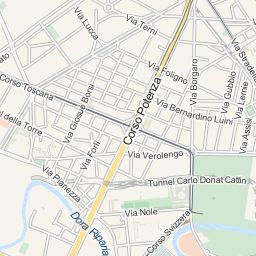 Via Lucca
Via Terni
Via Foligno
Via Borgaro
Via Gubbio
Via Stradella
Via Lemie
Via Assisi
Corso Toscana
Via Giosuè Borsi
Corso Potenza
Via Bernardino Luini
della Torre
Via Forlì
Via Verolengo
Via Pianezza
Tunnel Carlo Donat Cattin
Via Nole
Dora Riparia
Corso Svizzera